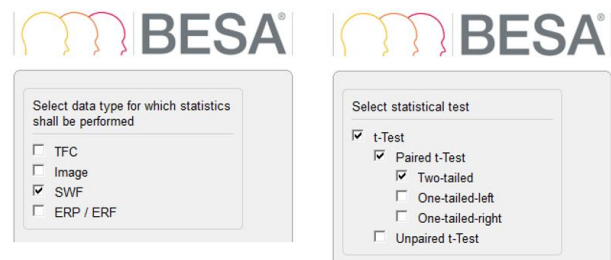 BESA®
Select data type for which statistics
shall be performed
TFC
Image
SWF
ERP / ERF
BESA®
Select statistical test
t-Test
Paired t-Test
Two-tailed
One-tailed-left
One-tailed-right
Unpaired t-Test